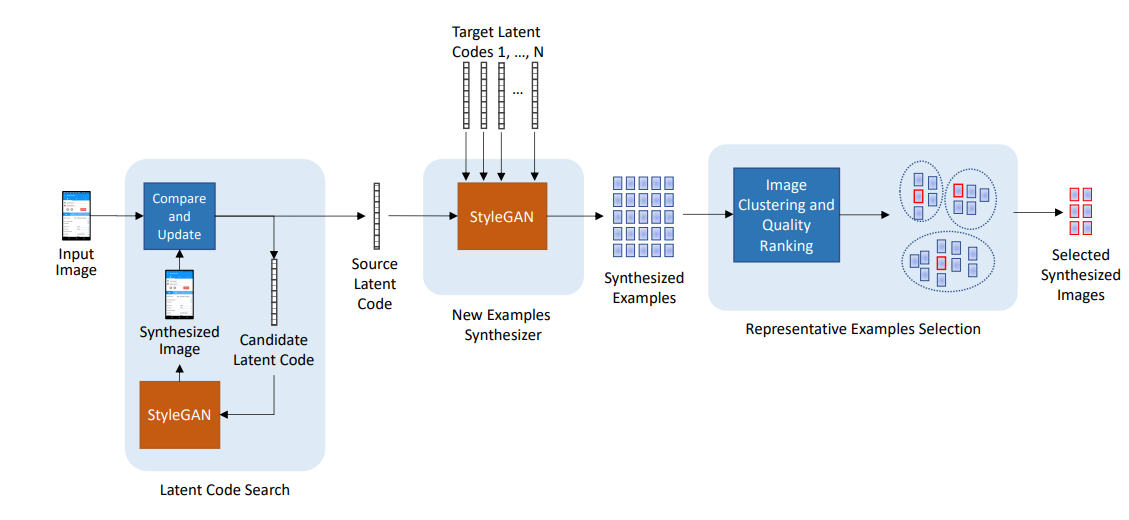 Target Latent
Codes 1, …, N
...
Input
Image
Compare
and
Update
Synthesized
Image
Candidate
Latent Code
StyleGAN
Latent Code Search
Source
Latent
Code
StyleGAN
New Examples
Synthesizer
Synthesized
Examples
Image
Clustering and
Quality
Ranking
Representative Examples Selection
Selected
Synthesized
Images